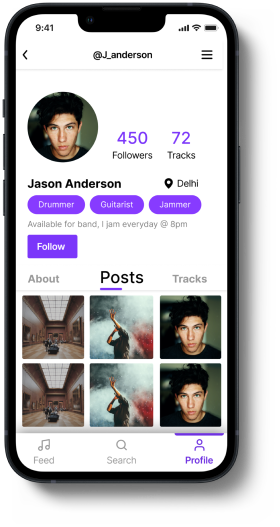 9:41
@J_anderson
450 72
Followers Tracks
Jason Anderson Delhi
Drummer Guitarist Jammer
Available for band, I jam everyday @ 8pm
Follow
About Posts Tracks
Feed Search Profile